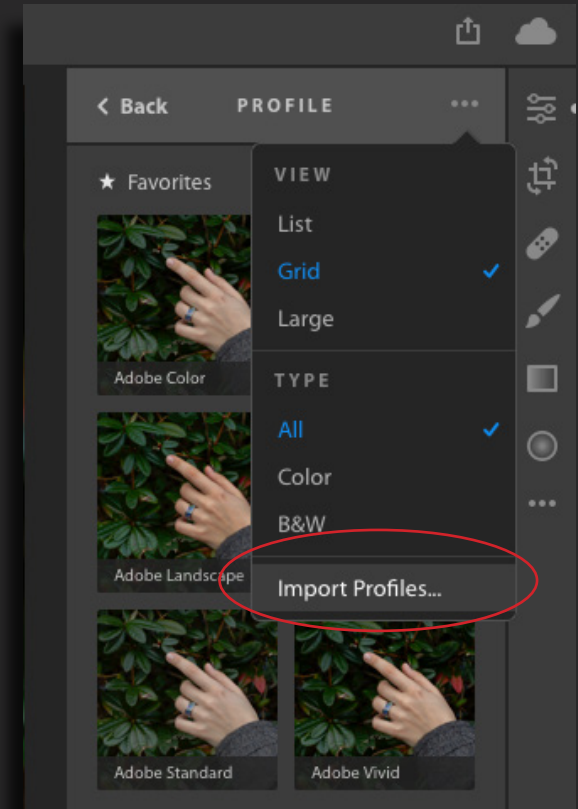 Back
PROFILE
Favorites
VIEW
List
Grid
Large
TYPE
All
Color
B&W
Import Profiles...
Adobe Color
Adobe Landscape
Adobe Standard
Adobe Vivid